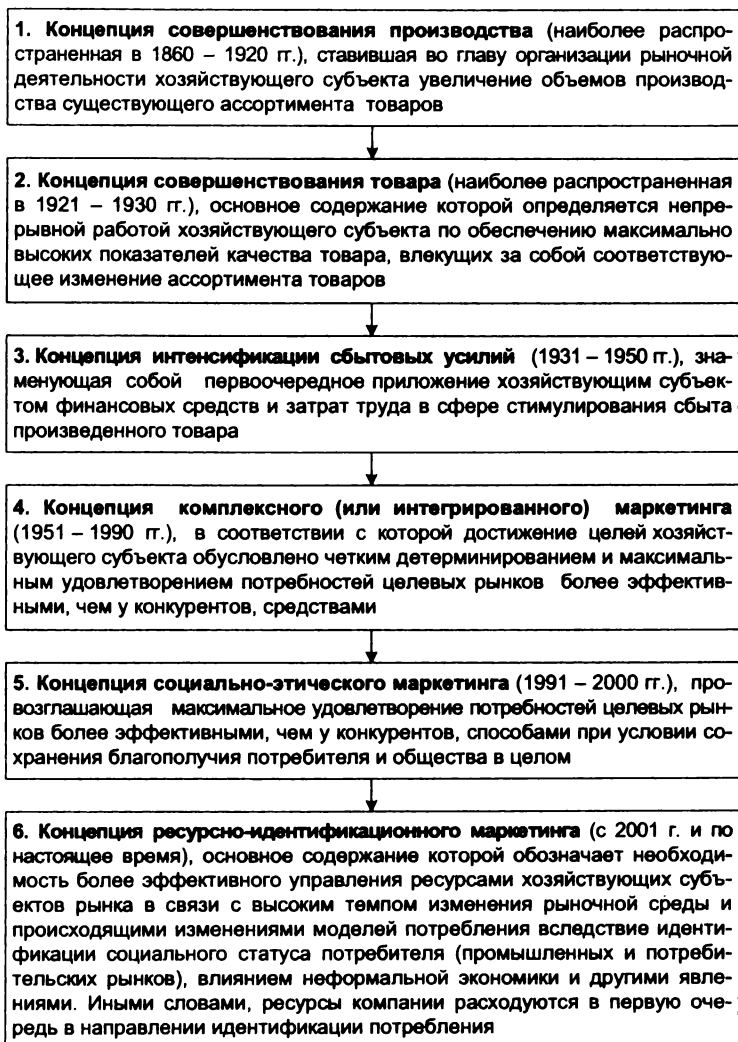 1. Концепция совершенствования производства (наиболее распро-
страненная в 1860 – 1920 гг.), ставившая во главу организации рыночной
деятельности хозяйствующего субъекта увеличение объемов производ-
ства существующего ассортимента товаров
2. Концепция совершенствования товара (наиболее распространенная
в 1921 – 1930 гг.), основное содержание которой определяется непре-
рывной работой хозяйствующего субъекта по обеспечению максимально
высоких показателей качества товара, влекущих за собой соответствую-
щее изменение ассортимента товаров
3. Концепция интенсификации сбытовых усилий (1931 – 1950 гг.), зна-
менующая собой первоочередное приложение хозяйствующим субъек-
том финансовых средств и затрат труда в сфере стимулирования сбыта
произведенного товара
4. Концепция комплексного (или интегрированного) маркетинга
(1951 – 1990 гг.), в соответствии с которой достижение целей хозяйст-
вующего субъекта обусловлено четким детерминированием и максималь-
ным удовлетворением потребностей целевых рынков более эффектив-
ными, чем у конкурентов, средствами
5. Концепция социально-этического маркетинга (1991 – 2000 гг.), про-
возглашающая максимальное удовлетворение потребностей целевых рын-
ков более эффективными, чем у конкурентов, способами при условии со-
хранения благополучия потребителя и общества в целом
6. Концепция ресурсно-идентификационного маркетинга (с 2001 г. и по
настоящее время), основное содержание которой обозначает необходи-
мость более эффективного управления ресурсами хозяйствующих субъ-
ектов рынка в связи с высоким темпом изменения рыночной среды и
происходящими изменениями моделей потребления вследствие иденти-
фикации социального статуса потребителя (промышленных и потреби-
тельских рынков), влиянием неформальной экономики и другими явле-
ниями. Иными словами, ресурсы компании расходуются в первую оче-
редь в направлении идентификации потребления